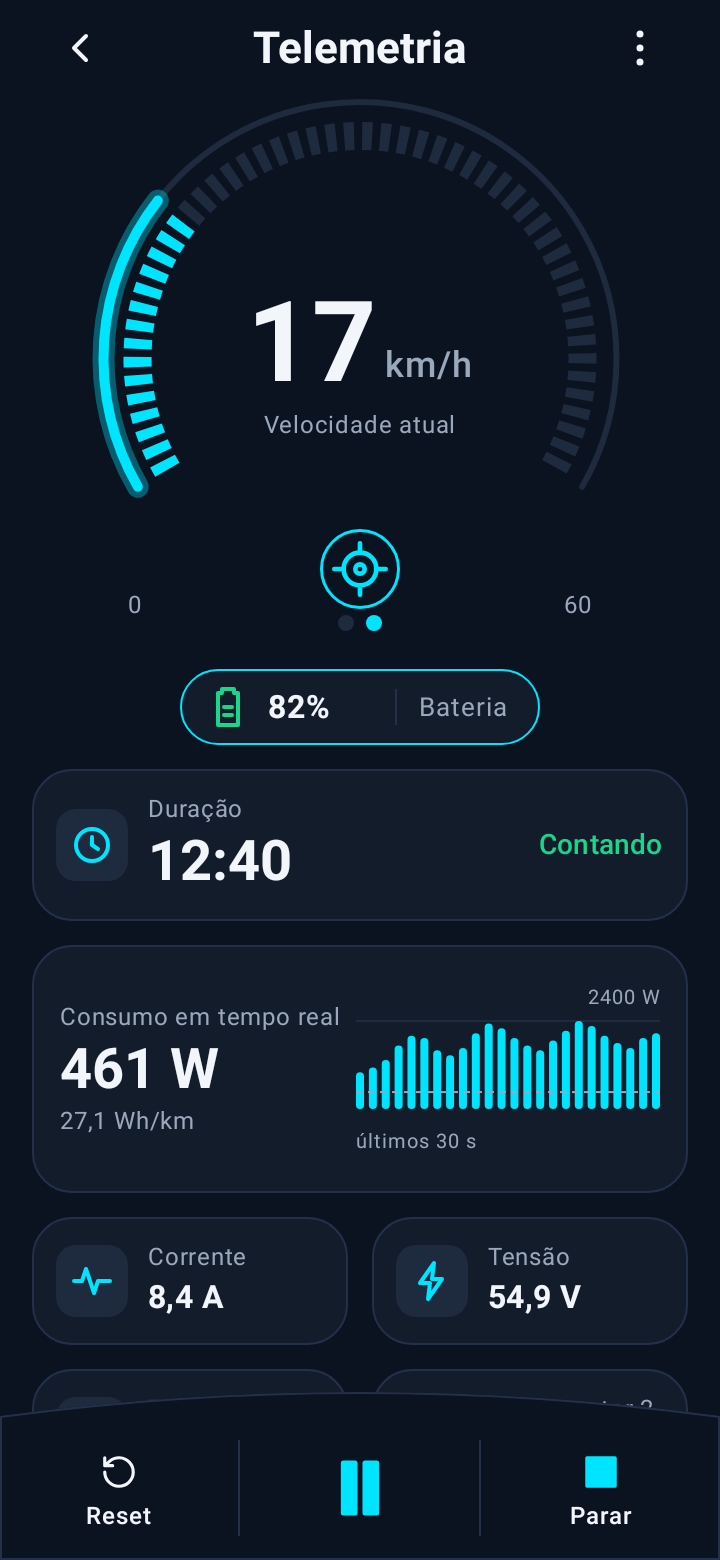 Telemetria
17 km/h
Velocidade atual
0
60
82%
Bateria
Duração
12:40
Contando
Consumo em tempo real
461 W
27,1 Wh/km
2400 W
últimos 30 s
Corrente
8,4 A
Tensão
54,9 V
Reset
Parar